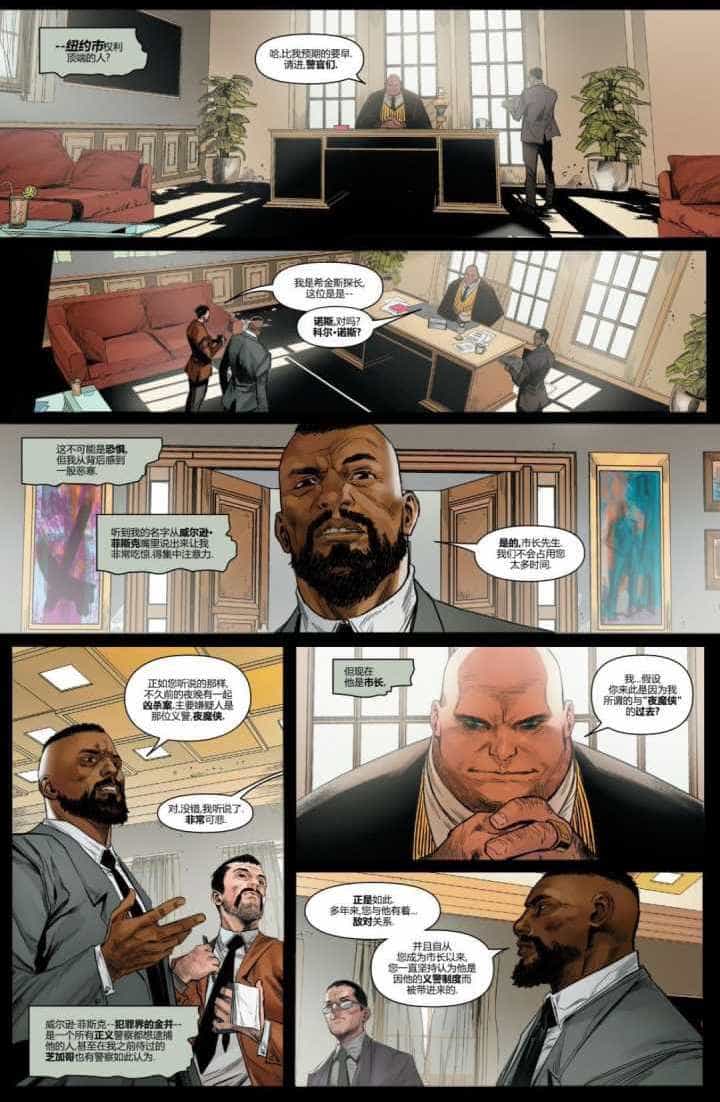 --纽约市权利
顶端的人?
哈,比我预期的要早.
请进,警官们.
我是希金斯探长,
这位是是--
诺斯,对吗?
科尔·诺斯?
这不可能是恐惧,
但我从背后感到
一股恶寒.
听到我的名字从威尔逊·
菲斯克嘴里说出来让我
非常吃惊.得集中注意力.
是的,市长先生.
我们不会占用您
太多时间.
正如您听说的那样,
不久前的夜晚有一起
凶杀案.主要嫌疑人是
那位义警,夜魔侠.
对,没错,我听说了.
非常可悲.
威尔逊·菲斯克--犯罪界的金并--
是一个所有正义警察都想逮捕
他的人,甚至在我之前待过的
芝加哥也有警察如此认为.
但现在
他是市长.
我...假设
你来此是因为我
所谓的与"夜魔侠"
的过去?
正是如此.
多年来,您与他有着...
敌对关系.
并且自从
您成为市长以来,
您一直坚持认为他是
因他的义警制度而
被带进来的.